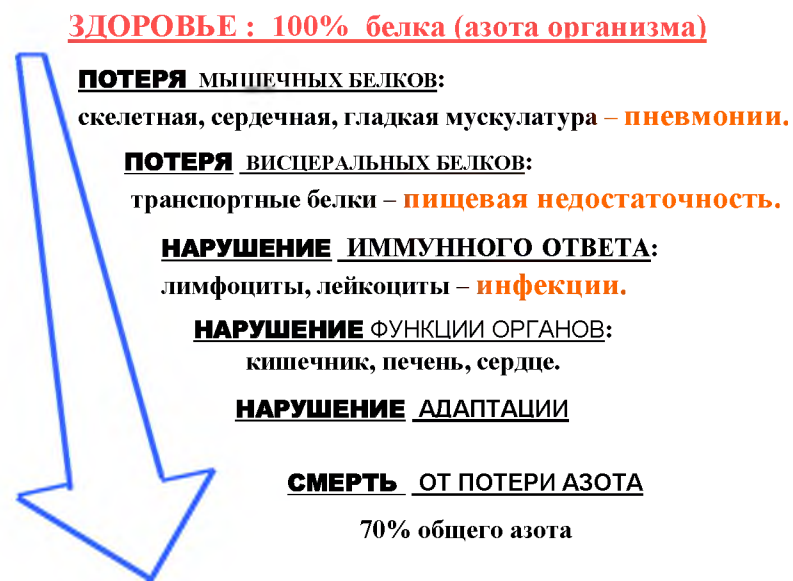 ЗДОРОВЬЕ : 100% белка (азота организма)
ПОТЕРЯ МЫШЕЧНЫХ БЕЛКОВ:
скелетная, сердечная, гладкая мускулатура – пневмонии.
ПОТЕРЯ ВИСЦЕРАЛЬНЫХ БЕЛКОВ:
транспортные белки – пищевая недостаточность.
НАРУШЕНИЕ ИММУННОГО ОТВЕТА:
лимфоциты, лейкоциты – инфекции.
НАРУШЕНИЕ ФУНКЦИИ ОРГАНОВ:
кишечник, печень, сердце.
НАРУШЕНИЕ АДАПТАЦИИ
СМЕРТЬ ОТ ПОТЕРИ АЗОТА
70% общего азота